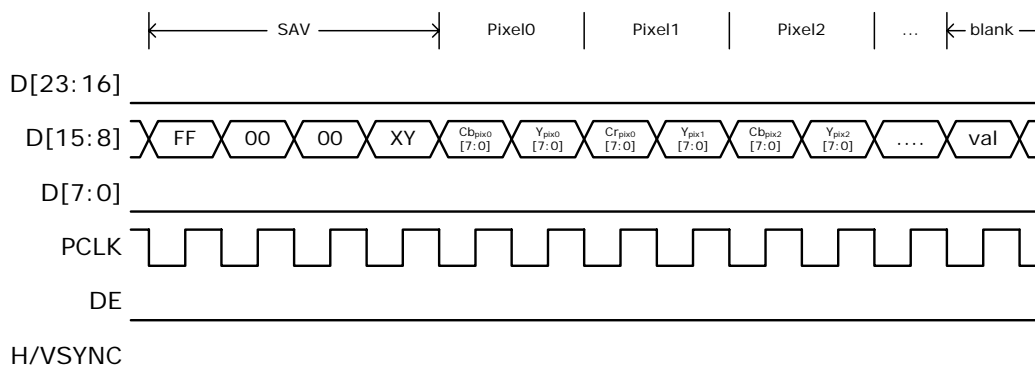 SAV Pixel0 Pixel1 Pixel2 ... blank
D[23:16]
D[15:8] FF 00 00 XY Cbpix0 [7:0] Ypix0 [7:0] Crpix0 [7:0] Ypix1 [7:0] Cbpix2 [7:0] Ypix2 [7:0] .... val
D[7:0]
PCLK
DE
H/VSYNC